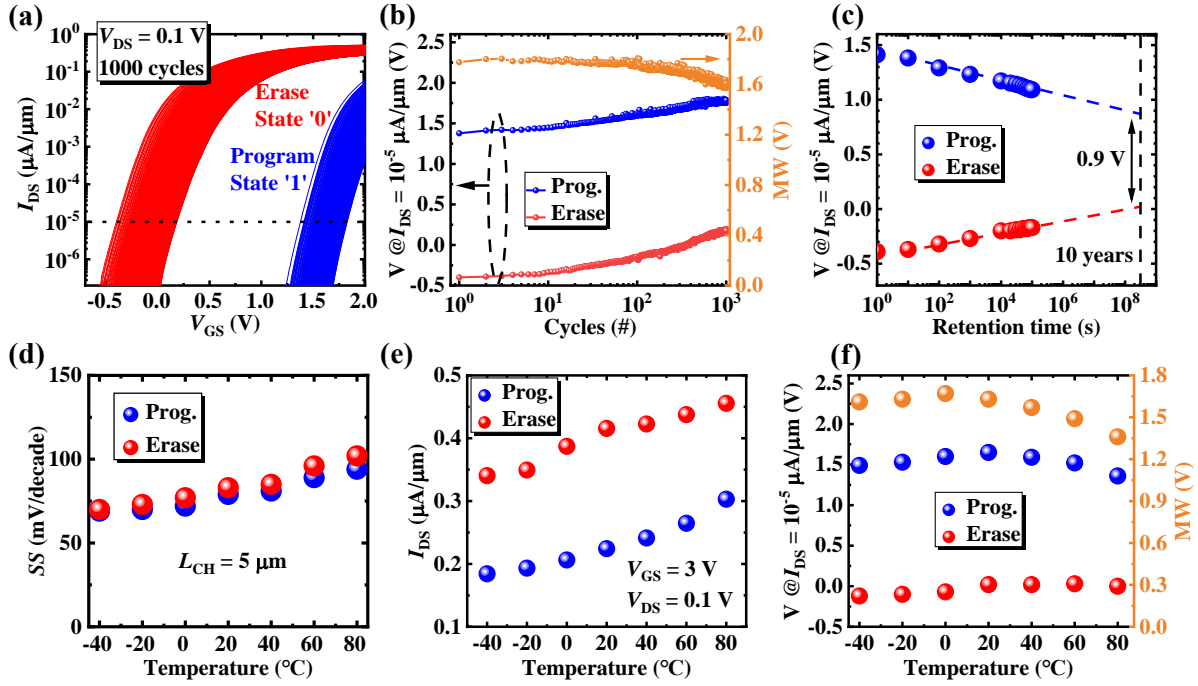 (a)
V_DS = 0.1 V
1000 cycles
Erase
State '0'
Program
State '1'
10^0
10^-1
10^-2
10^-3
10^-4
10^-5
10^-6
I_DS (μA/μm)
-0.5 0.0 0.5 1.0 1.5 2.0
V_GS (V)
(b)
2.5
2.0
1.5
1.0
0.5
0.0
-0.5
V @I_DS = 10^-5 μA/μm (V)
Prog.
Erase
2.0
1.6
1.2
0.8
0.4
0.0
MW (V)
10^0 10^1 10^2 10^3
Cycles (#)
(c)
1.5
1.0
0.5
0.0
-0.5
V @I_DS = 10^-5 μA/μm (V)
Prog.
Erase
0.9 V
10 years
10^0 10^2 10^4 10^6 10^8
Retention time (s)
(d)
150
100
50
0
SS (mV/decade)
Prog.
Erase
L_CH = 5 μm
-40 -20 0 20 40 60 80
Temperature (℃)
(e)
0.5
0.4
0.3
0.2
0.1
I_DS (μA/μm)
Prog.
Erase
V_GS = 3 V
V_DS = 0.1 V
-40 -20 0 20 40 60 80
Temperature (℃)
(f)
2.5
2.0
1.5
1.0
0.5
0.0
-0.5
V @I_DS = 10^-5 μA/μm (V)
Prog.
Erase
1.8
1.5
1.2
0.9
0.6
0.3
0.0
MW (V)
-40 -20 0 20 40 60 80
Temperature (℃)